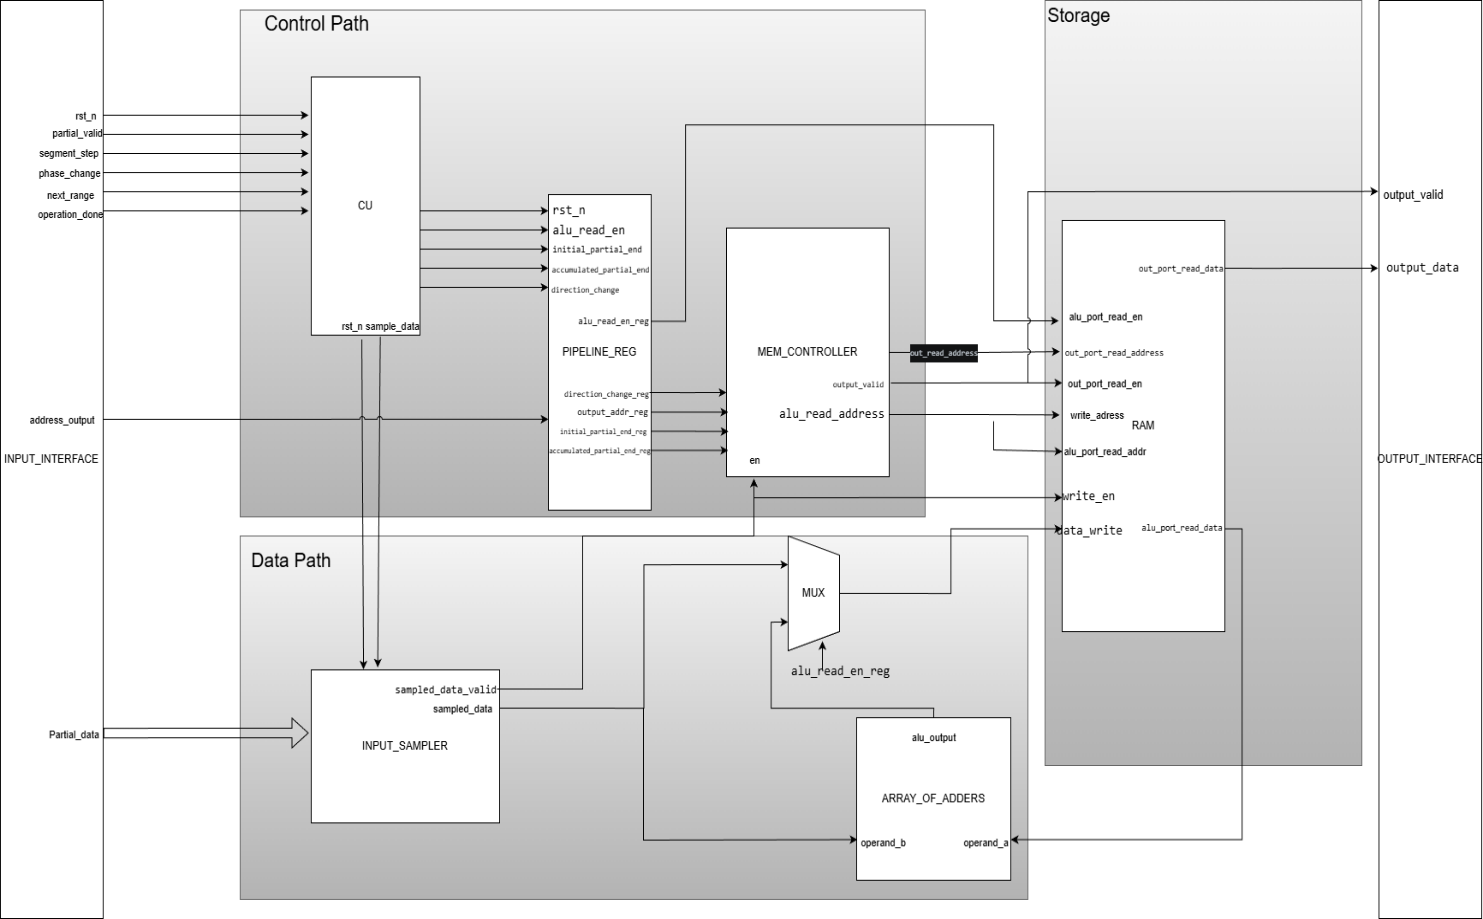 Control Path
Storage
rst_n
partial_valid
segment_step
phase_change
next_range
operation_done
CU
rst_n sample_data
rst_n
alu_read_en
initial_partial_end
accumulated_partial_end
direction_change
alu_read_en_reg
PIPELINE_REG
direction_change_reg
output_addr_reg
initial_partial_end_reg
accumulated_partial_end_reg
MEM_CONTROLLER
output_valid
alu_read_address
en
out_read_address
out_port_read_data
alu_port_read_en
out_port_read_address
out_port_read_en
write_adress
RAM
alu_port_read_addr
write_en
data_write
alu_port_read_data
output_valid
output_data
OUTPUT_INTERFACE
address_output
INPUT_INTERFACE
Data Path
MUX
alu_read_en_reg
sampled_data_valid
sampled_data
INPUT_SAMPLER
Partial_data
alu_output
ARRAY_OF_ADDERS
operand_b
operand_a